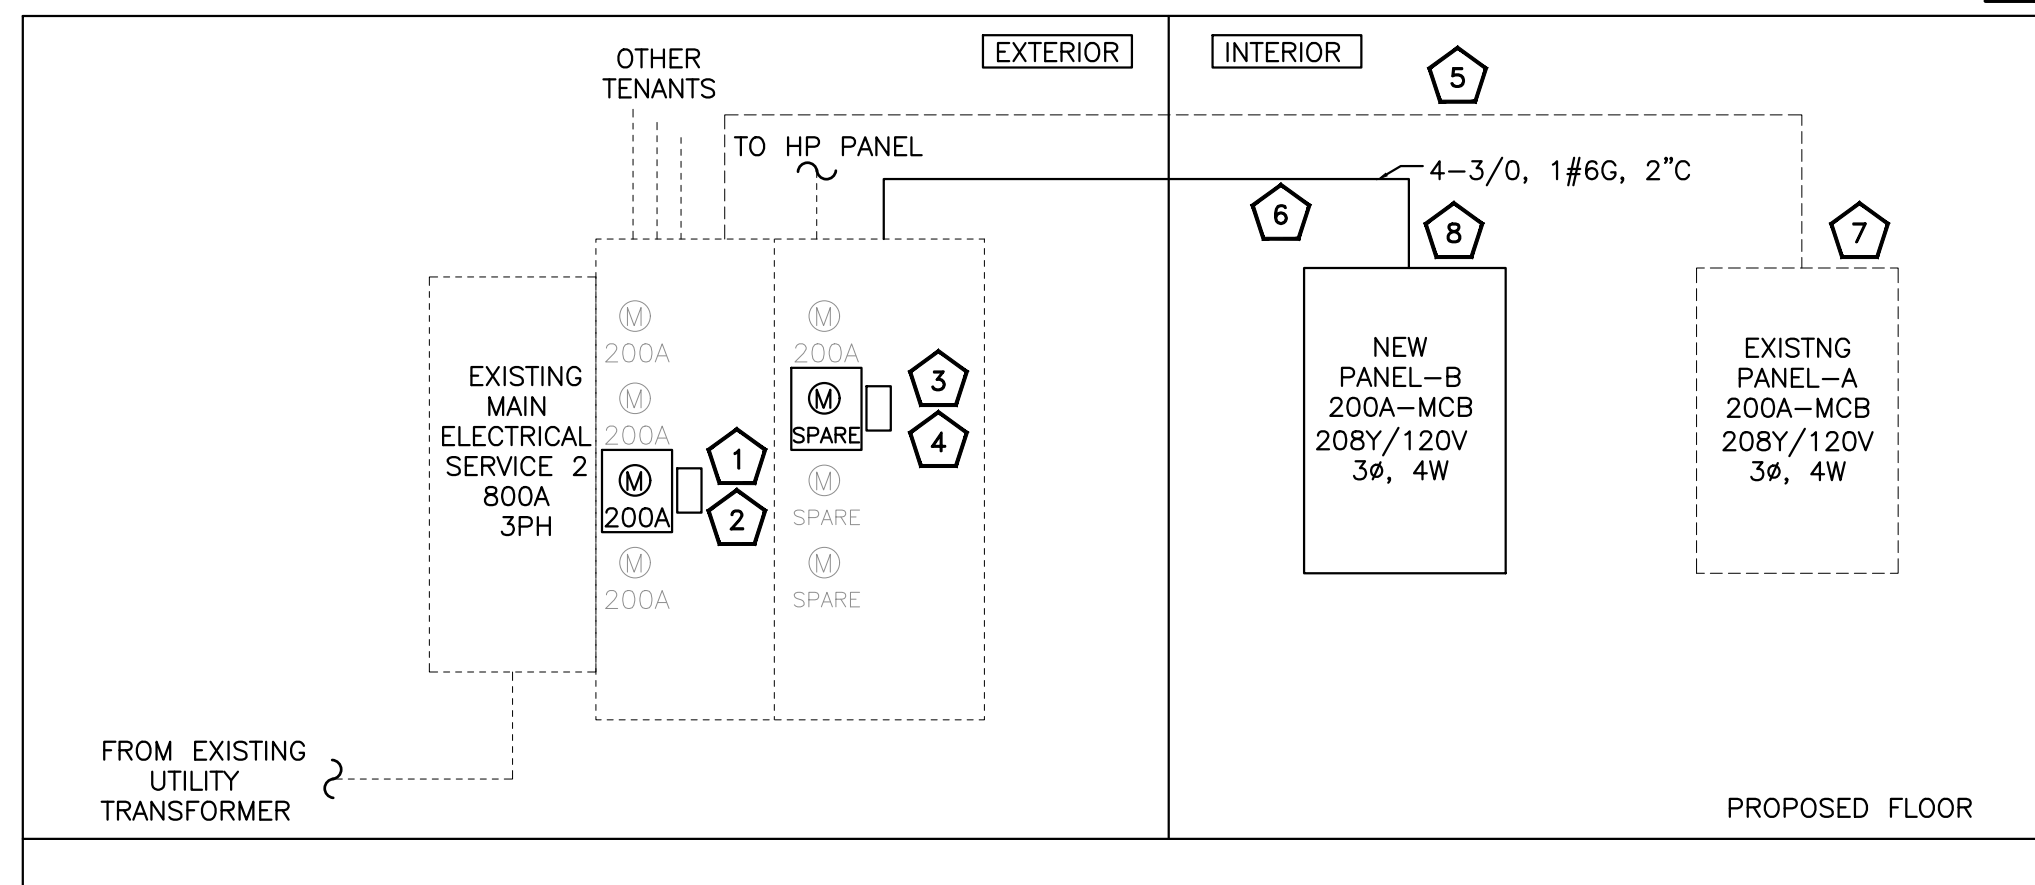 EXTERIOR
INTERIOR
OTHER
TENANTS
5
TO HP PANEL
4-3/0, 1#6G, 2"C
6
8
7
M
200A
M
200A
M
200A
M
200A
1
2
M
200A
M
SPARE
M
SPARE
M
SPARE
3
4
EXISTING
MAIN
ELECTRICAL
SERVICE 2
800A
3PH
NEW
PANEL-B
200A-MCB
208Y/120V
3ø, 4W
EXISTNG
PANEL-A
200A-MCB
208Y/120V
3ø, 4W
FROM EXISTING
UTILITY
TRANSFORMER
PROPOSED FLOOR